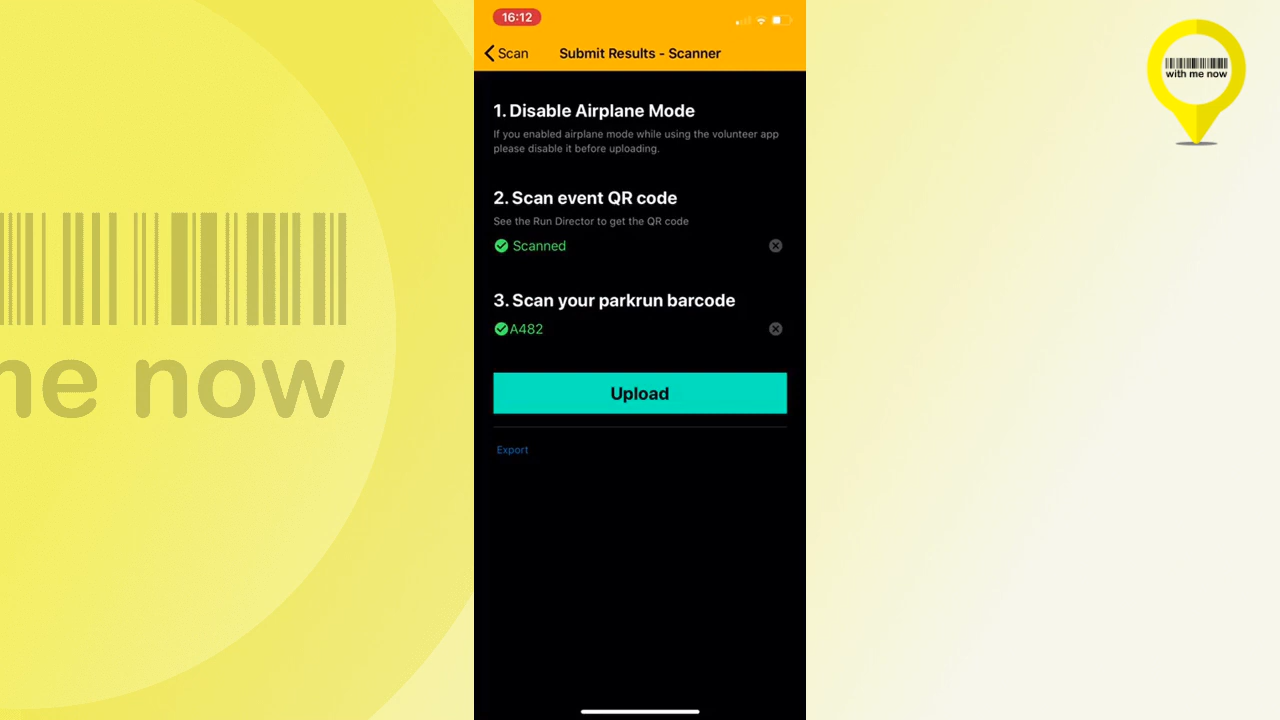 16:12
Scan
Submit Results - Scanner
with me now
1. Disable Airplane Mode
If you enabled airplane mode while using the volunteer app
please disable it before uploading.
2. Scan event QR code
See the Run Director to get the QR code
Scanned
3. Scan your parkrun barcode
A482
me now
Upload
Export